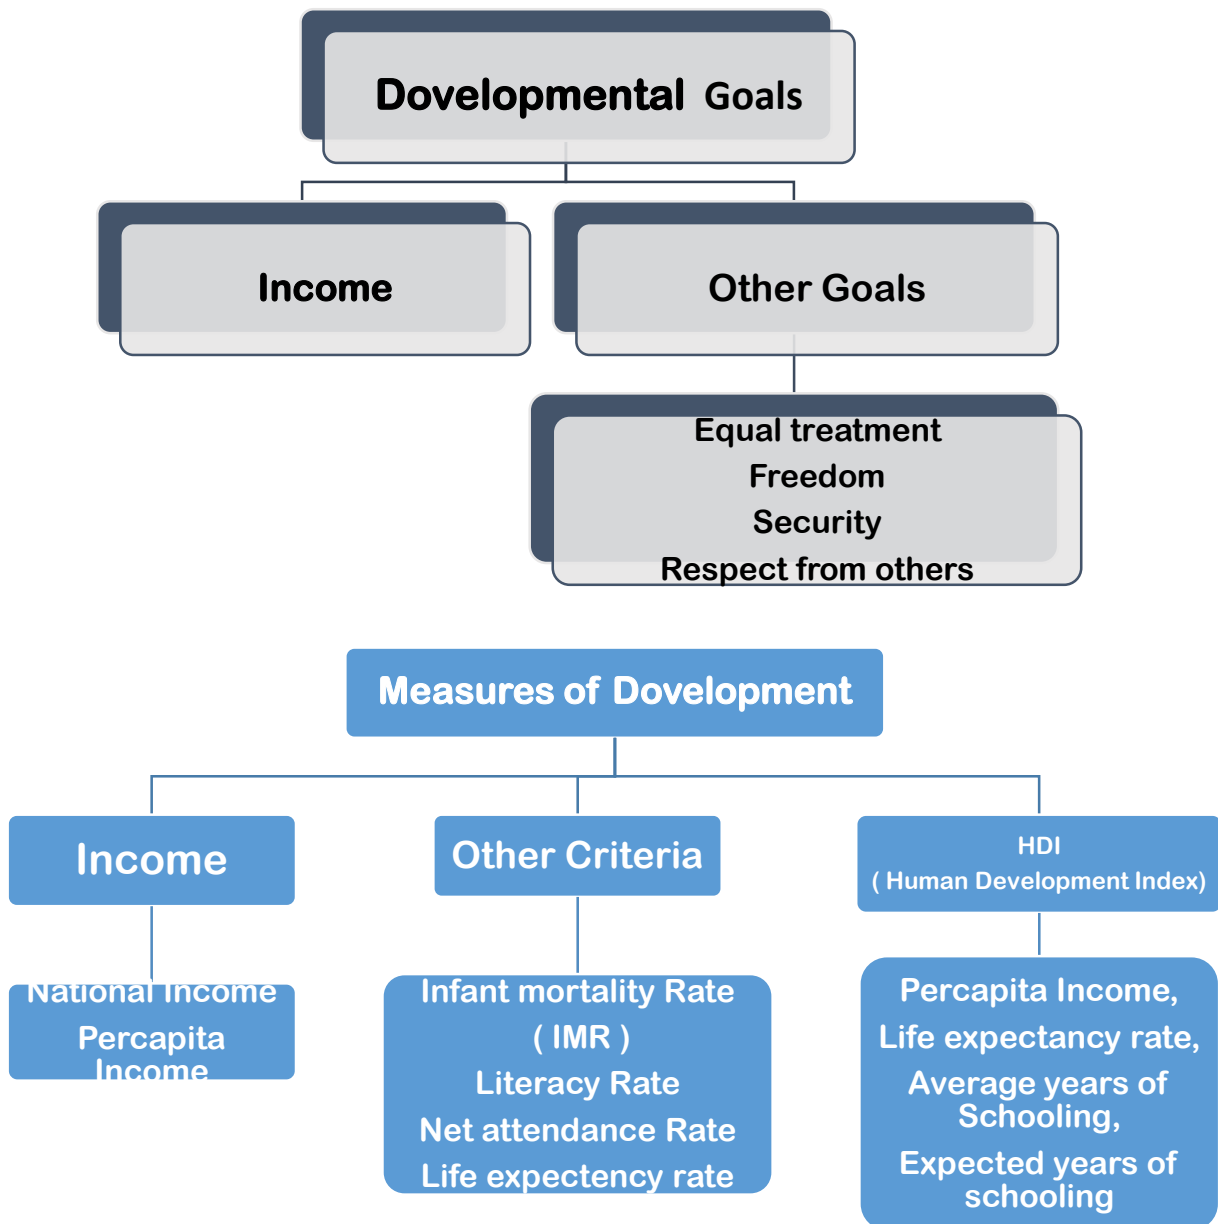 Dovelopmental Goals
Income
Other Goals
Equal treatment
Freedom
Security
Respect from others
Measures of Dovelopment
Income
Other Criteria
HDI
( Human Development Index)
National Income
Percapita
Income
Infant mortality Rate
( IMR )
Literacy Rate
Net attendance Rate
Life expectency rate
Percapita Income,
Life expectancy rate,
Average years of
Schooling,
Expected years of
schooling